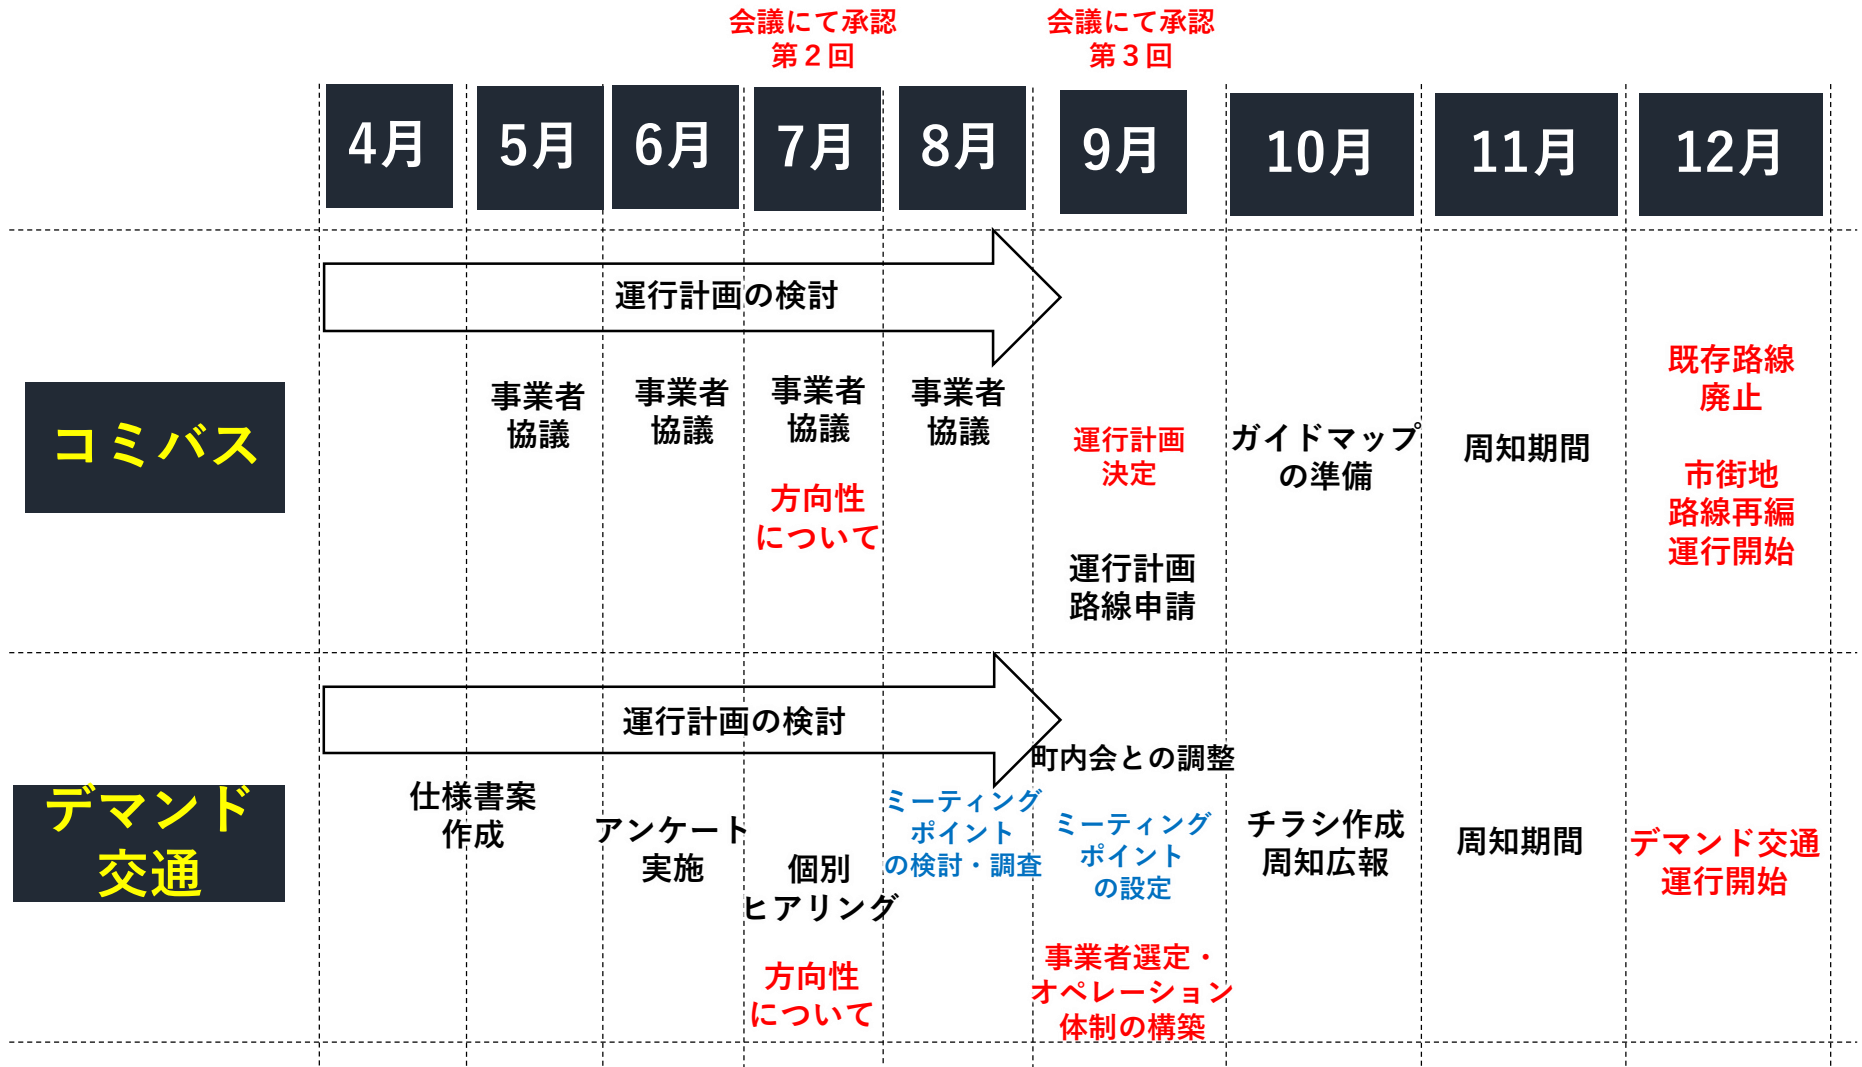 会議にて承認
第２回
会議にて承認
第３回
4月
5月
6月
7月
8月
9月
10月
11月
12月
コミバス
運行計画の検討
事業者
協議
事業者
協議
事業者
協議
方向性
について
事業者
協議
運行計画
決定
運行計画
路線申請
ガイドマップ
の準備
周知期間
既存路線
廃止
市街地
路線再編
運行開始
デマンド
交通
運行計画の検討
仕様書案
作成
アンケート
実施
個別
ヒアリング
方向性
について
ミーティング
ポイント
の検討・調査
町内会との調整
ミーティング
ポイント
の設定
事業者選定・
オペレーション
体制の構築
チラシ作成
周知広報
周知期間
デマンド交通
運行開始